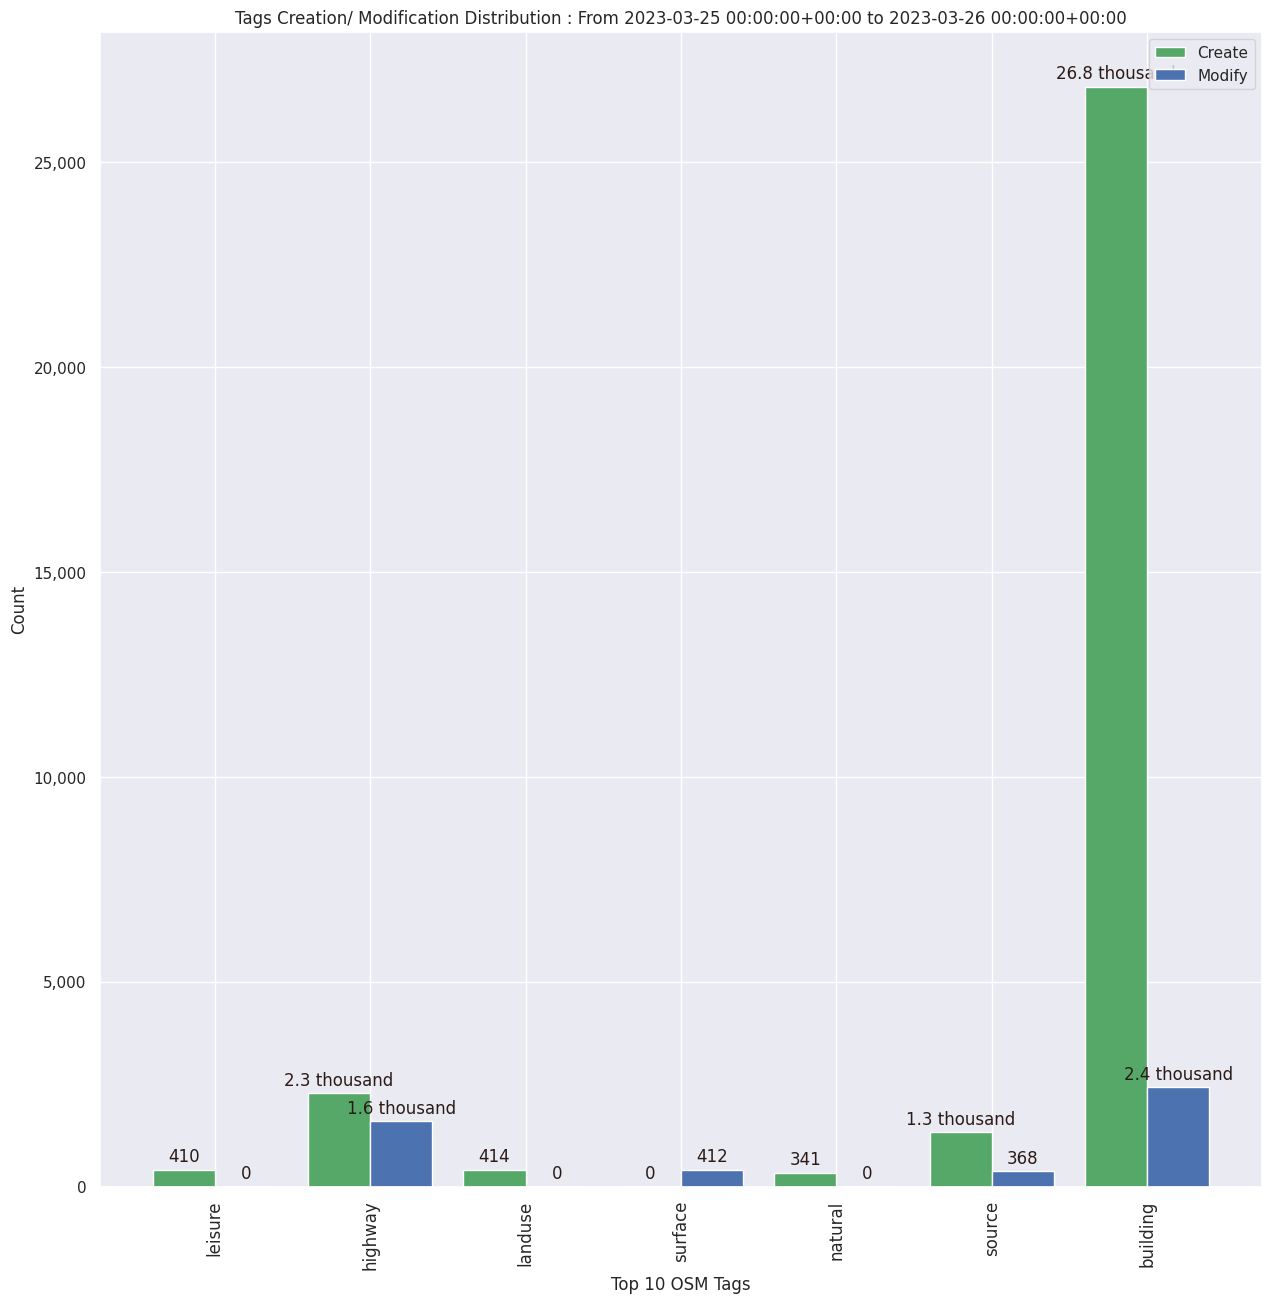 Tags Creation/ Modification Distribution : From 2023-03-25 00:00:00+00:00 to 2023-03-26 00:00:00+00:00
Create
Modify
26.8
25,000
20,000
15,000
10,000
5,000
0
Count
410
0
2.3 thousand
1.6 thousand
414
0
0
412
341
0
1.3 thousand
368
2.4 thousand
leisure
highway
landuse
surface
natural
source
building
Top 10 OSM Tags